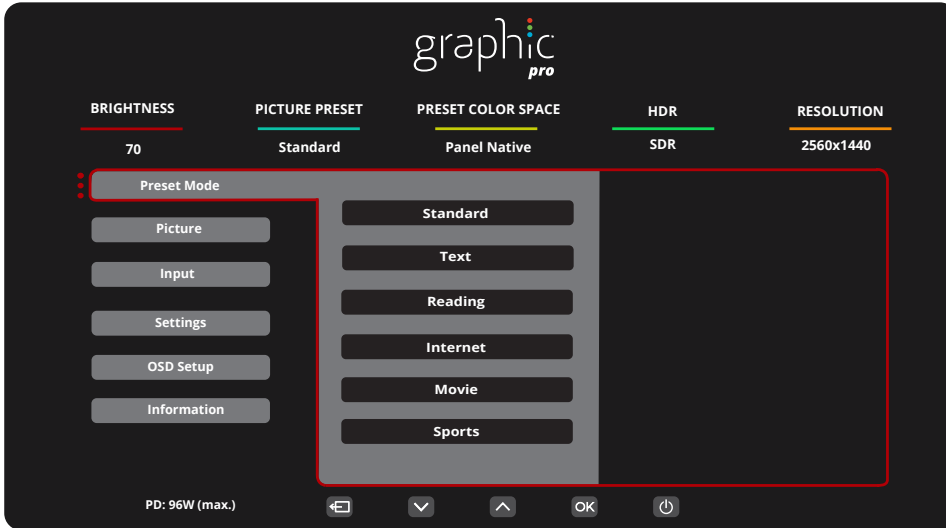 graphic
pro
BRIGHTNESS PICTURE PRESET PRESET COLOR SPACE HDR RESOLUTION
70 Standard Panel Native SDR 2560x1440
Preset Mode
Standard
Picture
Text
Input
Reading
Settings
Internet
OSD Setup
Movie
Information
Sports
PD: 96W (max.) OK